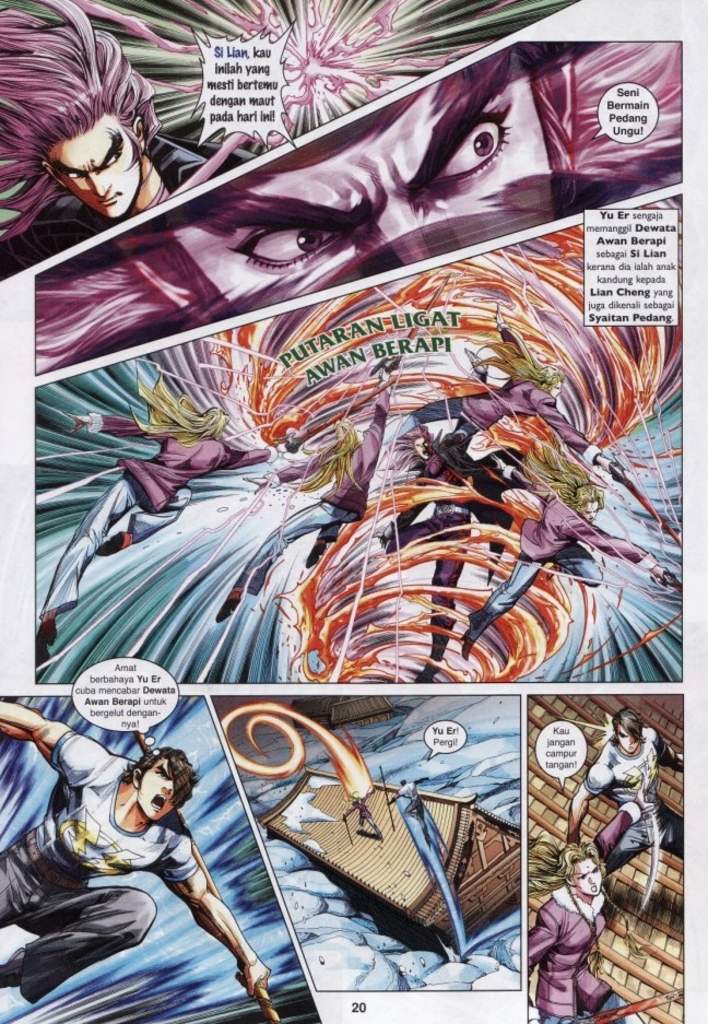 Si Lian, kau
inilah yang
mesti bertemu
dengan maut
pada hari ini!
Seni
Bermain
Pedang
Ungu!
Yu Er sengaja
memanggil Dewata
Awan Berapi
sebagai Si Lian
kerana dia ialah anak
kandung kepada
Lian Cheng yang
juga dikenali sebagai
Syaitan Pedang.
PUTARAN LIGAT
AWAN BERAPI
Amat
berbahaya Yu Er
cuba mencabar Dewata
Awan Berapi untuk
bergelut dengan-
nya!
Yu Er!
Pergi!
Kau
jangan
campur
tangan!
20